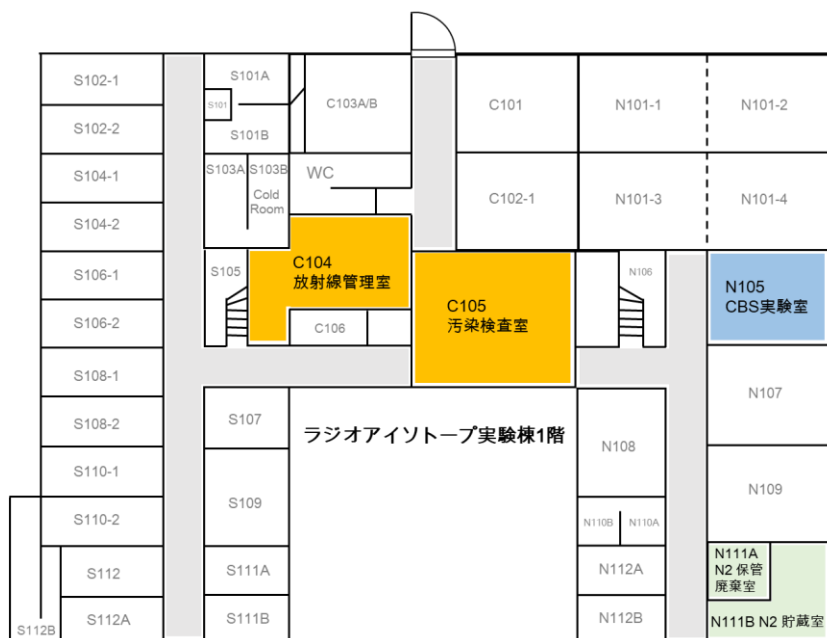 S102-1
S101A
S101
S101B
C103A/B
C101
N101-1
N101-2
S102-2
S104-1
S103A
S103B
Cold
Room
WC
C102-1
N101-3
N101-4
S104-2
S106-1
S105
C104
放射線管理室
C105
汚染検査室
N106
N105
CBS実験室
S106-2
C106
S108-1
S108-2
S107
ラジオアイソトープ実験棟1階
N107
N108
S110-1
S109
N109
S110-2
N110B
N110A
S112
S111A
N112A
N111A
N2 保管
廃棄室
S112A
S111B
N112B
N111B N2 貯蔵室
S112B